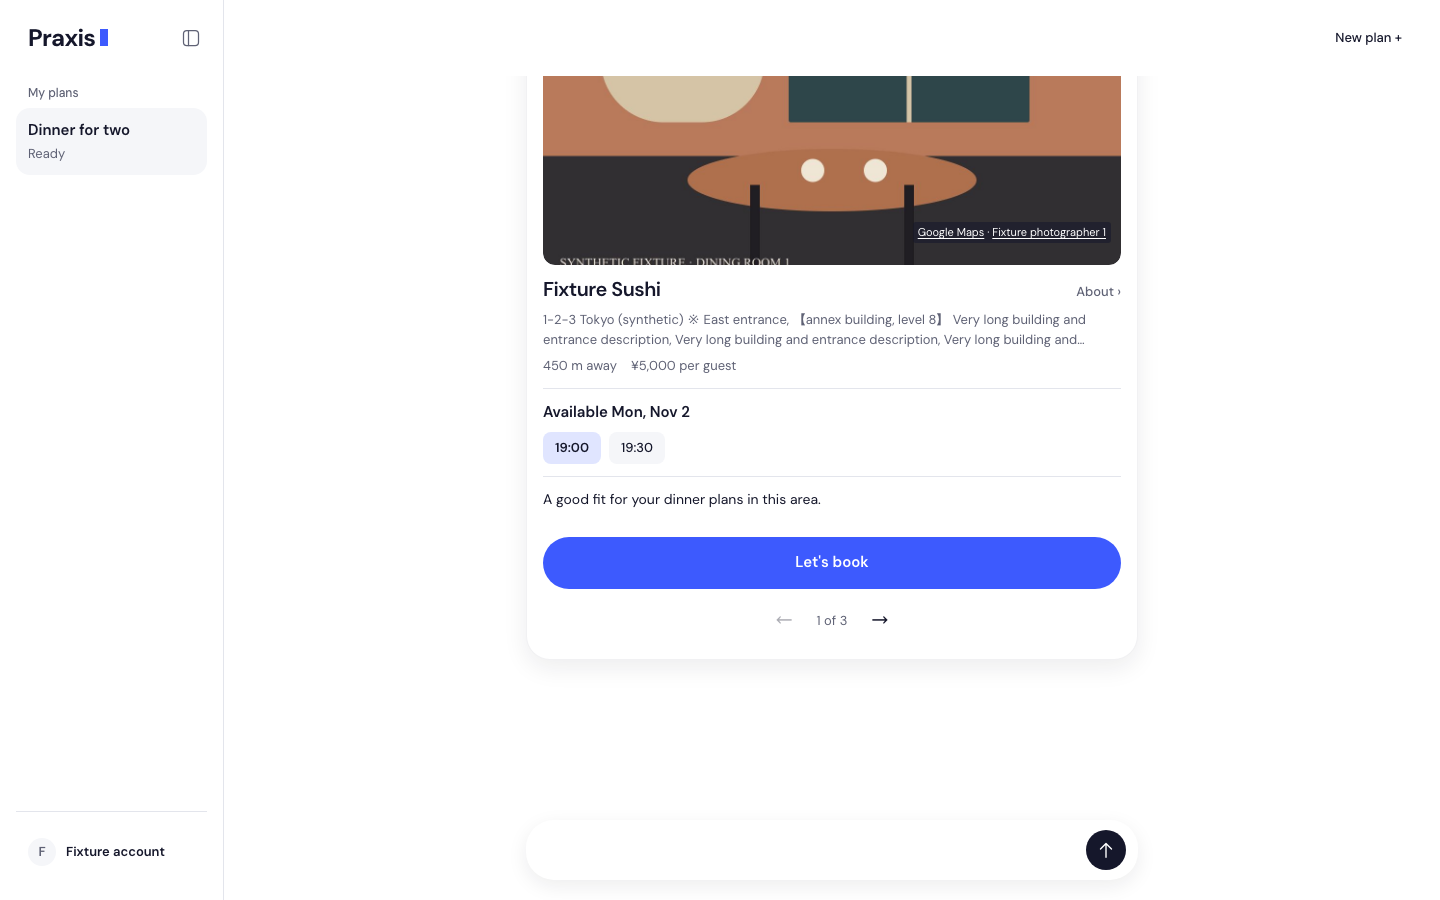 Praxis
New plan +
My plans
Dinner for two
Ready
Google Maps · Fixture photographer 1
SYNTHETIC FIXTURE · DINING ROOM 1
Fixture Sushi
About ›
1-2-3 Tokyo (synthetic) ※ East entrance, 【annex building, level 8】 Very long building and
entrance description, Very long building and entrance description, Very long building and…
450 m away ¥5,000 per guest
Available Mon, Nov 2
19:00 19:30
A good fit for your dinner plans in this area.
Let's book
← 1 of 3 →
F Fixture account